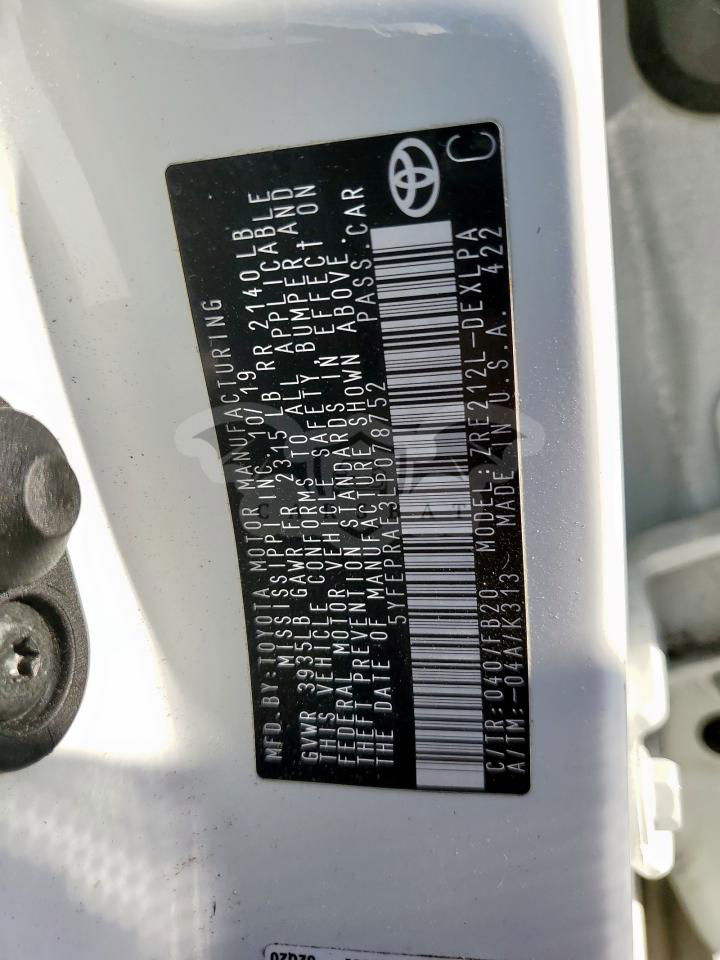 MFD. BY: TOYOTA MOTOR MANUFACTURING
MISSISSIPPI, INC. 10/19
GVWR 3935LB GAWR FR 2315LB RR 2140LB
THIS VEHICLE CONFORMS TO ALL APPLICABLE
FEDERAL MOTOR VEHICLE SAFETY, BUMPER, AND
THEFT PREVENTION STANDARDS IN EFFECT ON
THE DATE OF MANUFACTURE SHOWN ABOVE.
PASS. CAR
C
C/TR: 040/FB20 MODEL: ZRE212L-DEXLPA
A/TM: -04A/K313 MADE IN U.S.A. 422